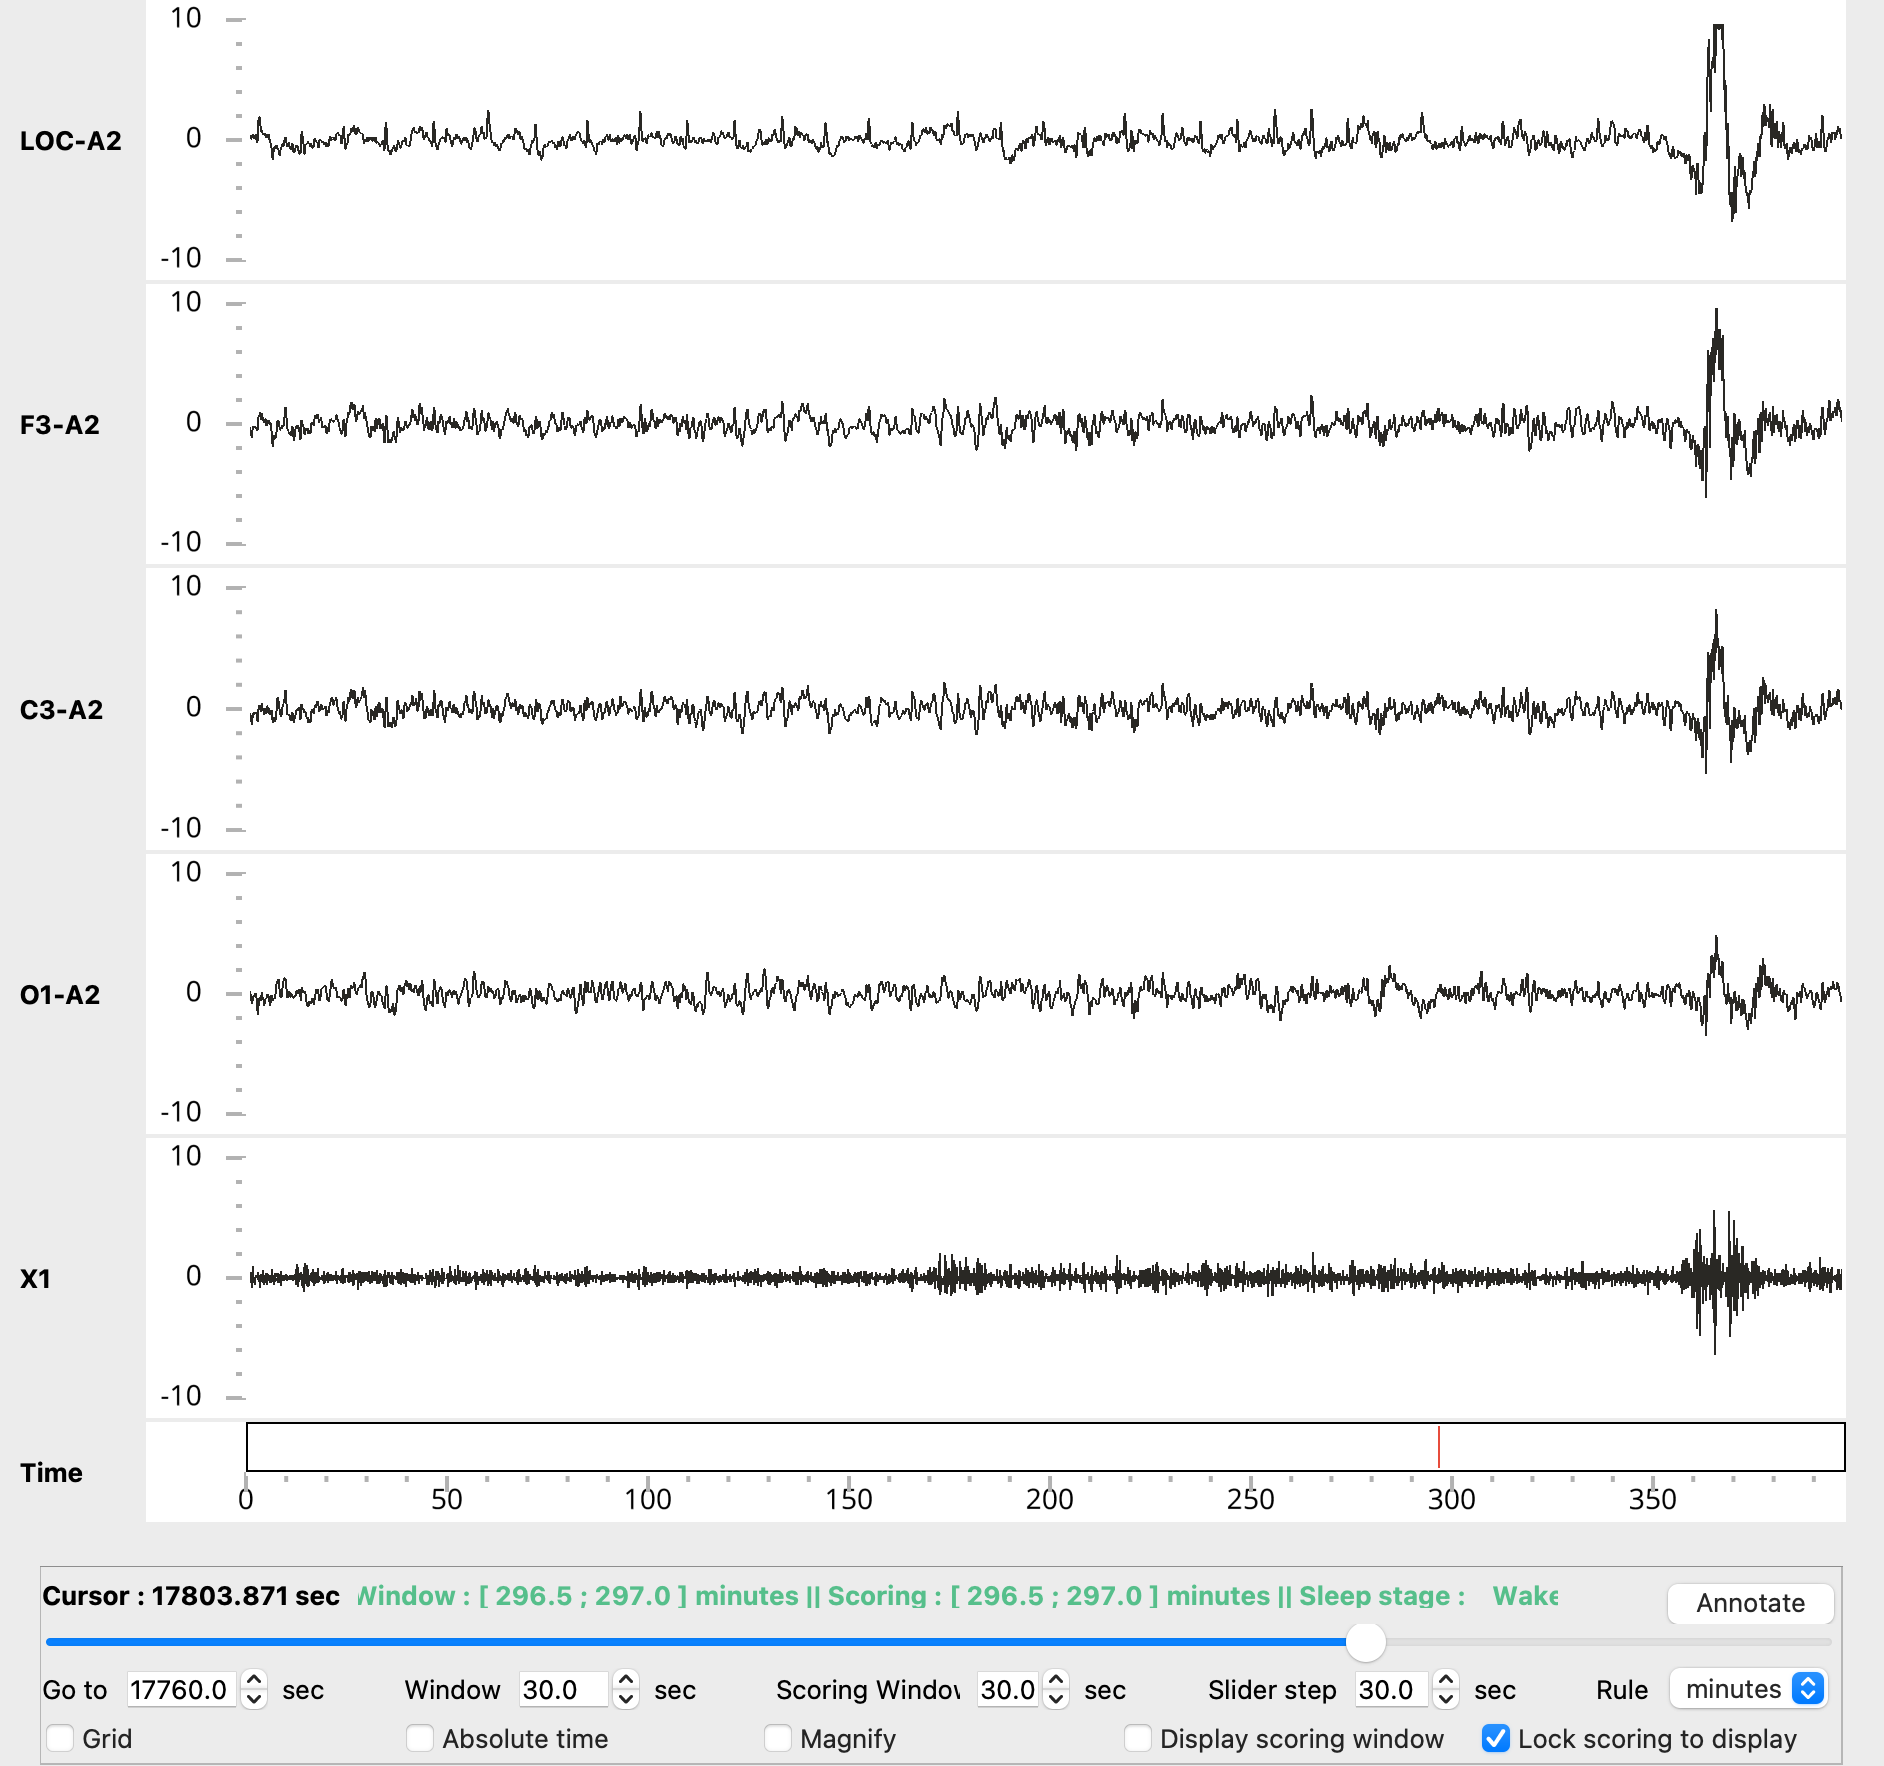 10
LOC-A2
0
-10
10
F3-A2
0
-10
10
C3-A2
0
-10
10
O1-A2
0
-10
10
X1
0
-10
Time
0 50 100 150 200 250 300 350
Cursor : 17803.871 sec Window : [ 296.5 ; 297.0 ] minutes || Scoring : [ 296.5 ; 297.0 ] minutes || Sleep stage : Wake Annotate
Go to 17760.0 sec Window 30.0 sec Scoring Window 30.0 sec Slider step 30.0 sec Rule minutes
Grid Absolute time Magnify Display scoring window Lock scoring to display